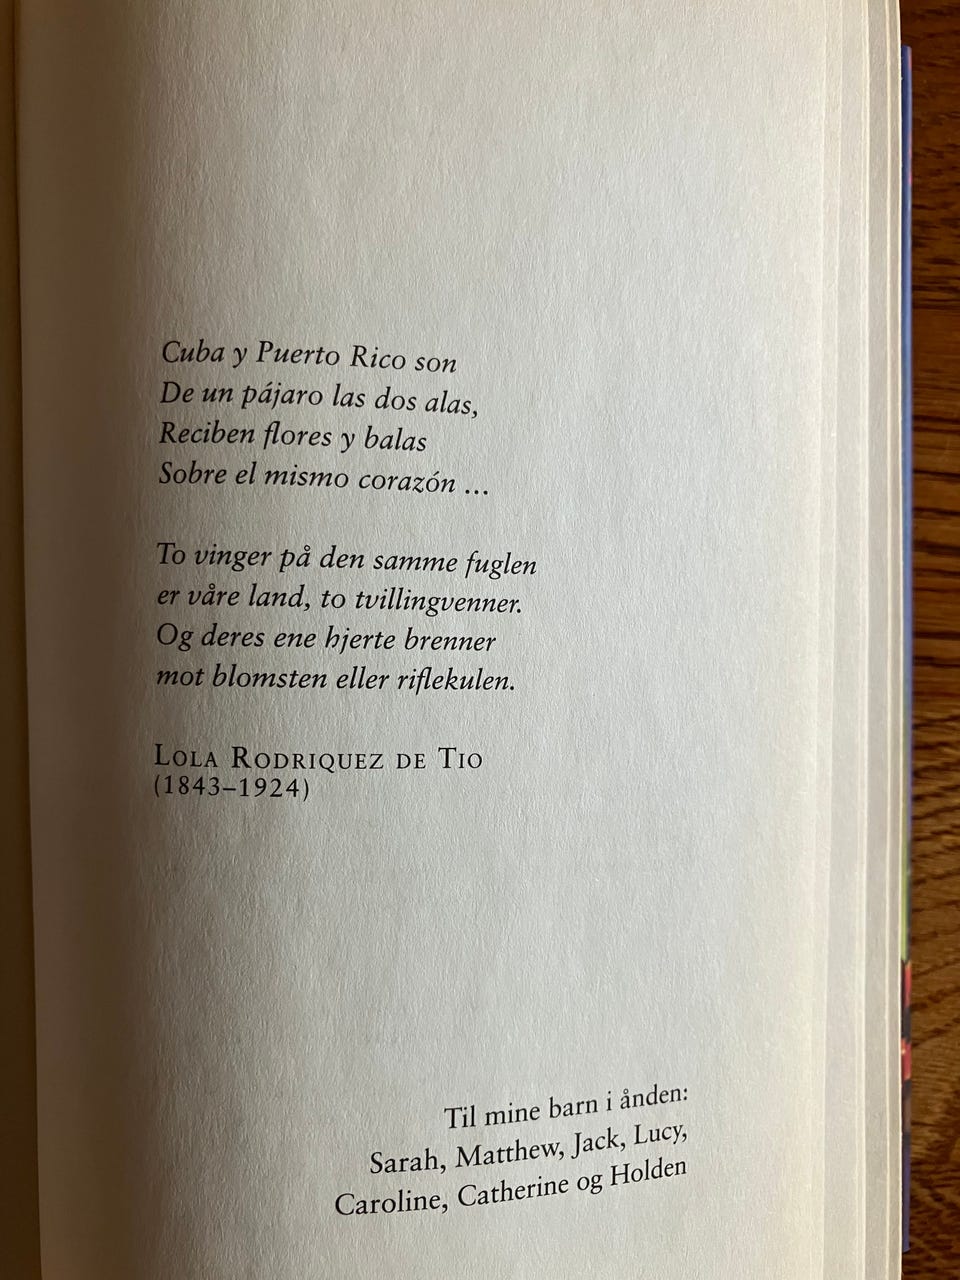 Cuba y Puerto Rico son
De un pájaro las dos alas,
Reciben flores y balas
Sobre el mismo corazón ...
To vinger på den samme fuglen
er våre land, to tvillingvenner.
Og deres ene hjerte brenner
mot blomsten eller riflekulen.
LOLA RODRIQUEZ DE TIO
(1843–1924)
Til mine barn i ånden:
Sarah, Matthew, Jack, Lucy,
Caroline, Catherine og Holden